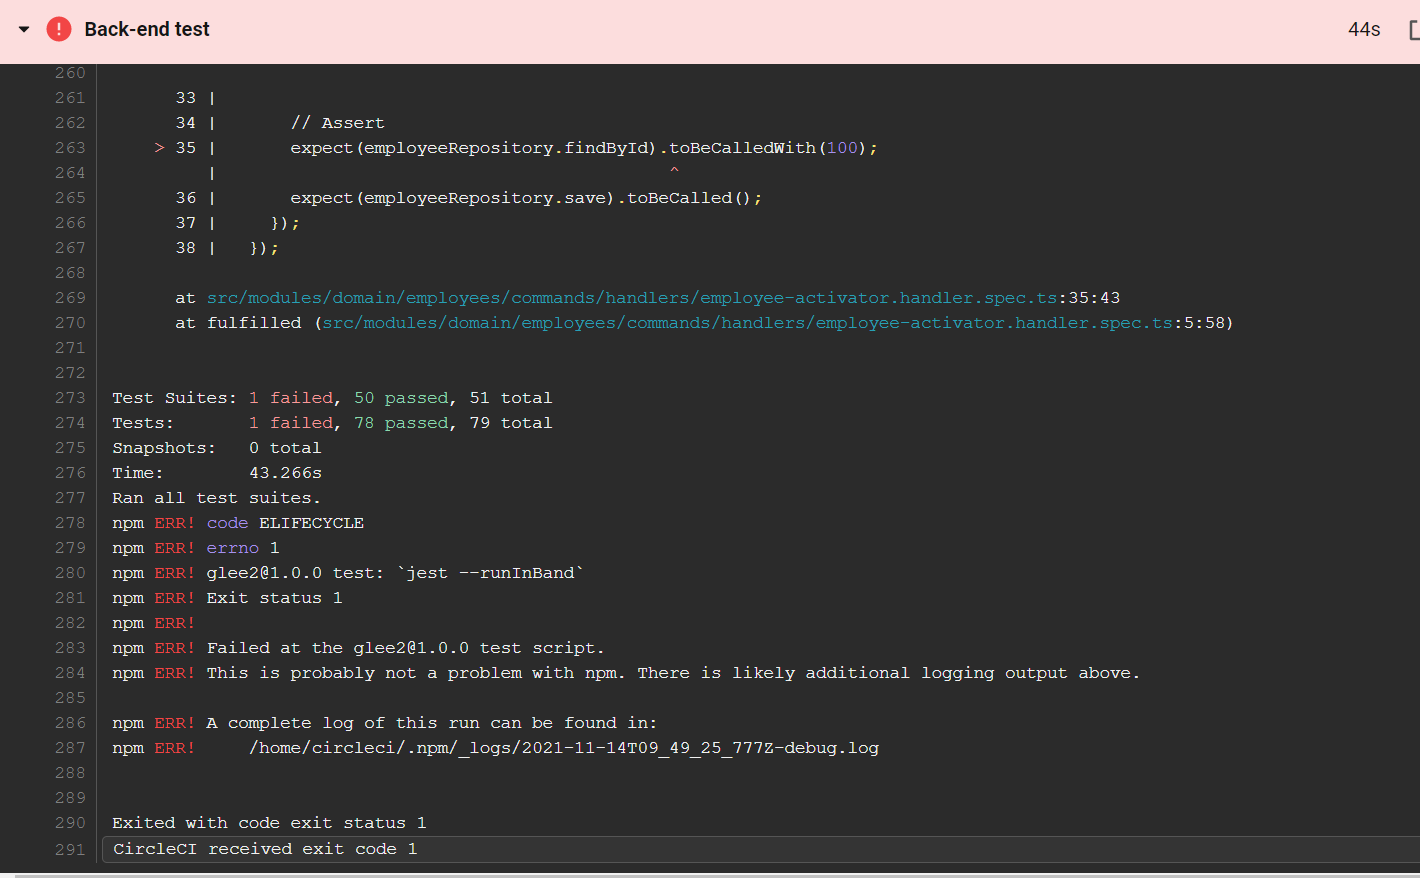 Back-end test 44s
260
261 33 |
262 34 | // Assert
263 > 35 | expect(employeeRepository.findById).toBeCalledWith(100);
264 | ^
265 36 | expect(employeeRepository.save).toBeCalled();
266 37 | });
267 38 | });
268
269 at src/modules/domain/employees/commands/handlers/employee-activator.handler.spec.ts:35:43
270 at fulfilled (src/modules/domain/employees/commands/handlers/employee-activator.handler.spec.ts:5:58)
271
272
273 Test Suites: 1 failed, 50 passed, 51 total
274 Tests: 1 failed, 78 passed, 79 total
275 Snapshots: 0 total
276 Time: 43.266s
277 Ran all test suites.
278 npm ERR! code ELIFECYCLE
279 npm ERR! errno 1
280 npm ERR! glee2@1.0.0 test: `jest --runInBand`
281 npm ERR! Exit status 1
282 npm ERR!
283 npm ERR! Failed at the glee2@1.0.0 test script.
284 npm ERR! This is probably not a problem with npm. There is likely additional logging output above.
285
286 npm ERR! A complete log of this run can be found in:
287 npm ERR! /home/circleci/.npm/_logs/2021-11-14T09_49_25_777Z-debug.log
288
289
290 Exited with code exit status 1
291 CircleCI received exit code 1